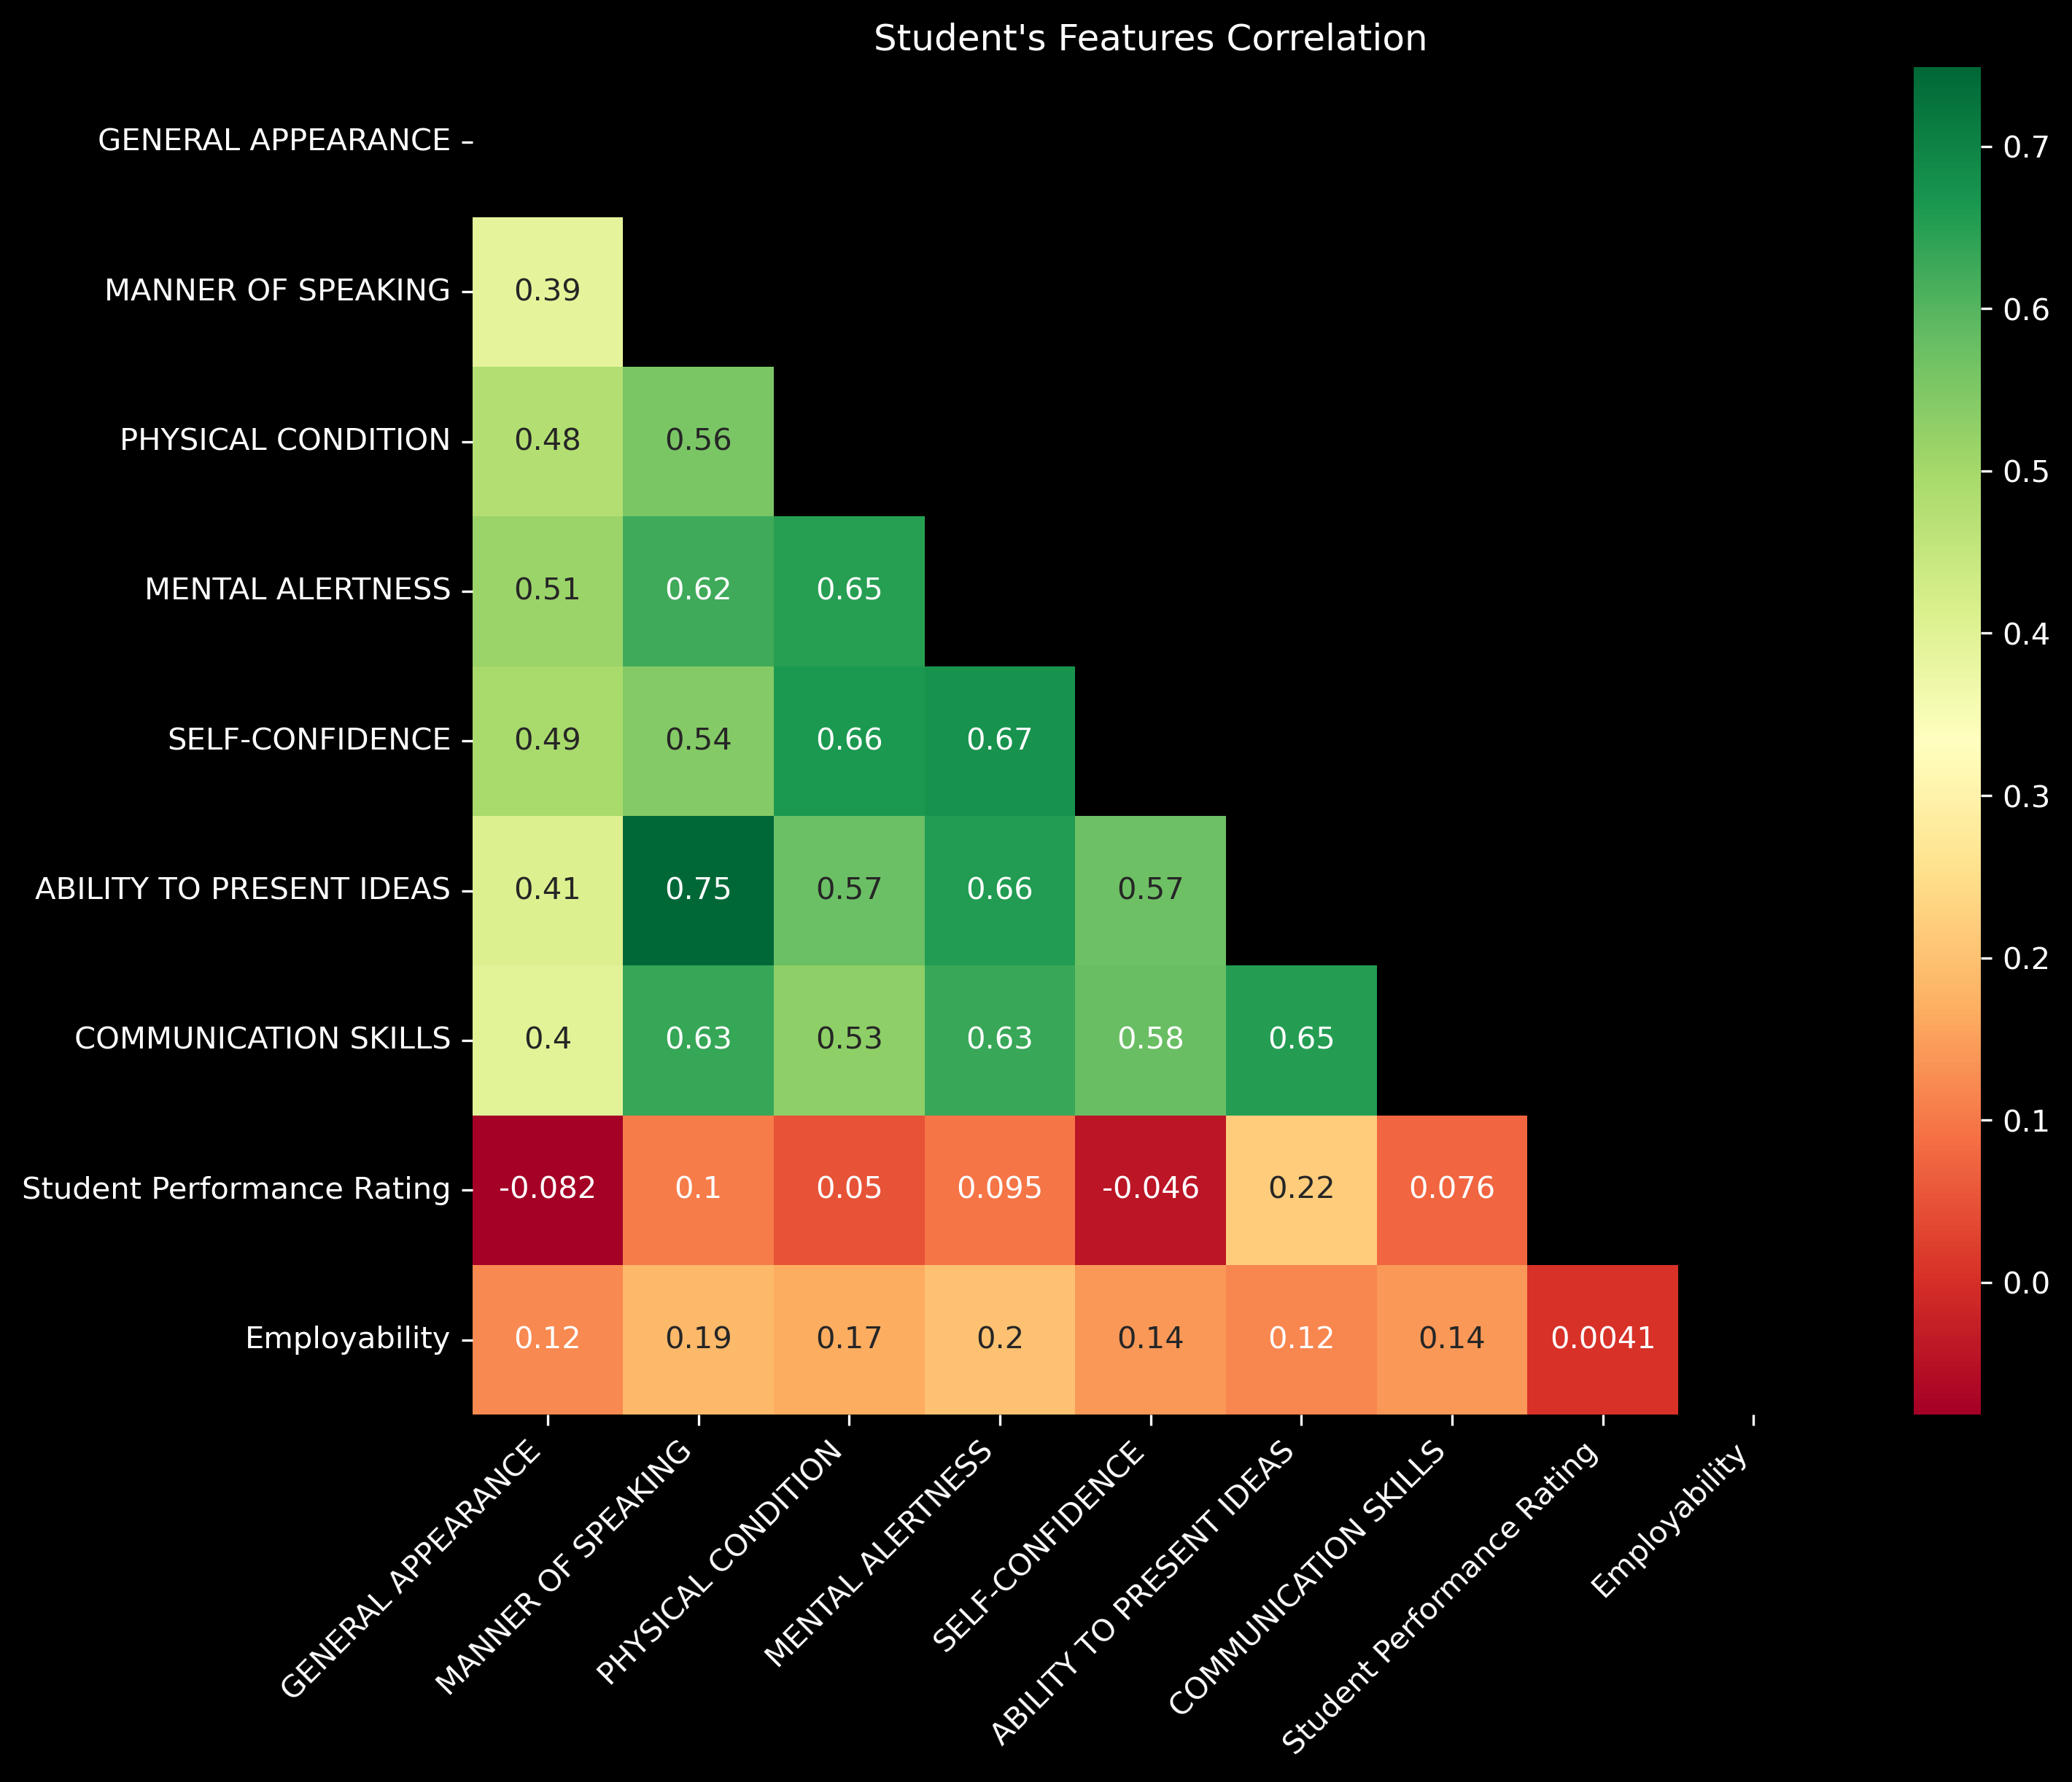 Student's Features Correlation
GENERAL APPEARANCE
MANNER OF SPEAKING
0.39
PHYSICAL CONDITION
0.48 0.56
MENTAL ALERTNESS
0.51 0.62 0.65
SELF-CONFIDENCE
0.49 0.54 0.66 0.67
ABILITY TO PRESENT IDEAS
0.41 0.75 0.57 0.66 0.57
COMMUNICATION SKILLS
0.4 0.63 0.53 0.63 0.58 0.65
Student Performance Rating
-0.082 0.1 0.05 0.095 -0.046 0.22 0.076
Employability
0.12 0.19 0.17 0.2 0.14 0.12 0.14 0.0041
GENERAL APPEARANCE
MANNER OF SPEAKING
PHYSICAL CONDITION
MENTAL ALERTNESS
SELF-CONFIDENCE
ABILITY TO PRESENT IDEAS
COMMUNICATION SKILLS
Student Performance Rating
Employability
0.7
0.6
0.5
0.4
0.3
0.2
0.1
0.0